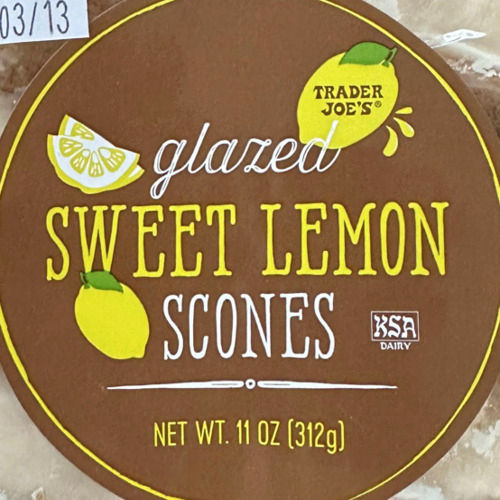 03/13
TRADER
JOE'S®
glazed
SWEET LEMON
SCONES
KSA
DAIRY
NET WT. 11 OZ (312g)